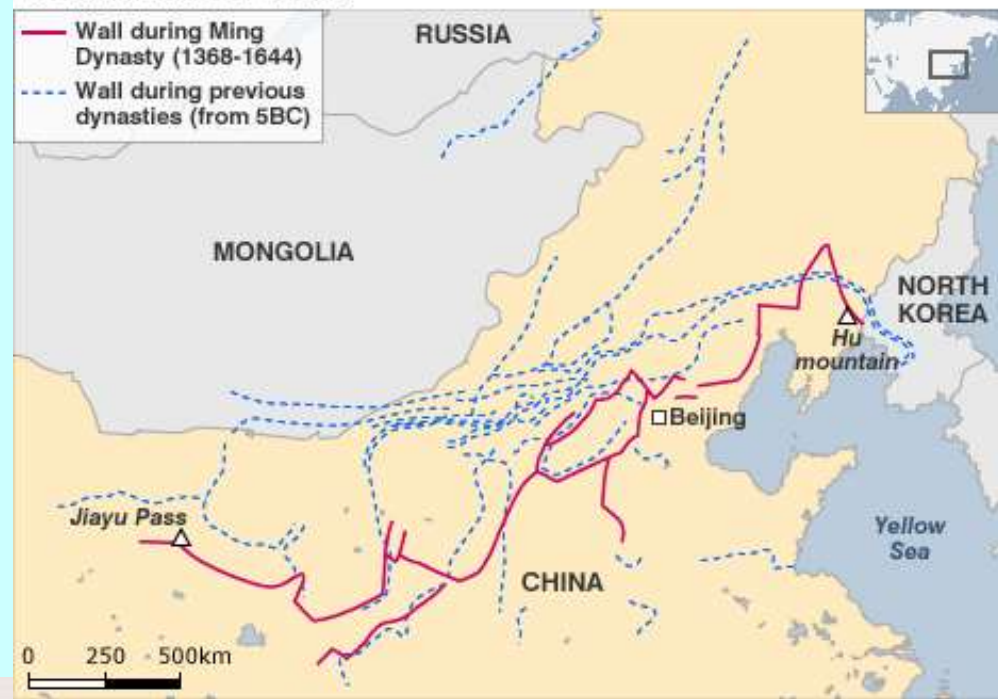 Wall during Ming
Dynasty (1368-1644)
Wall during previous
dynasties (from 5BC)
RUSSIA
MONGOLIA
NORTH
KOREA
Hu
mountain
Beijing
Jiayu Pass
Yellow
Sea
CHINA
0 250 500km